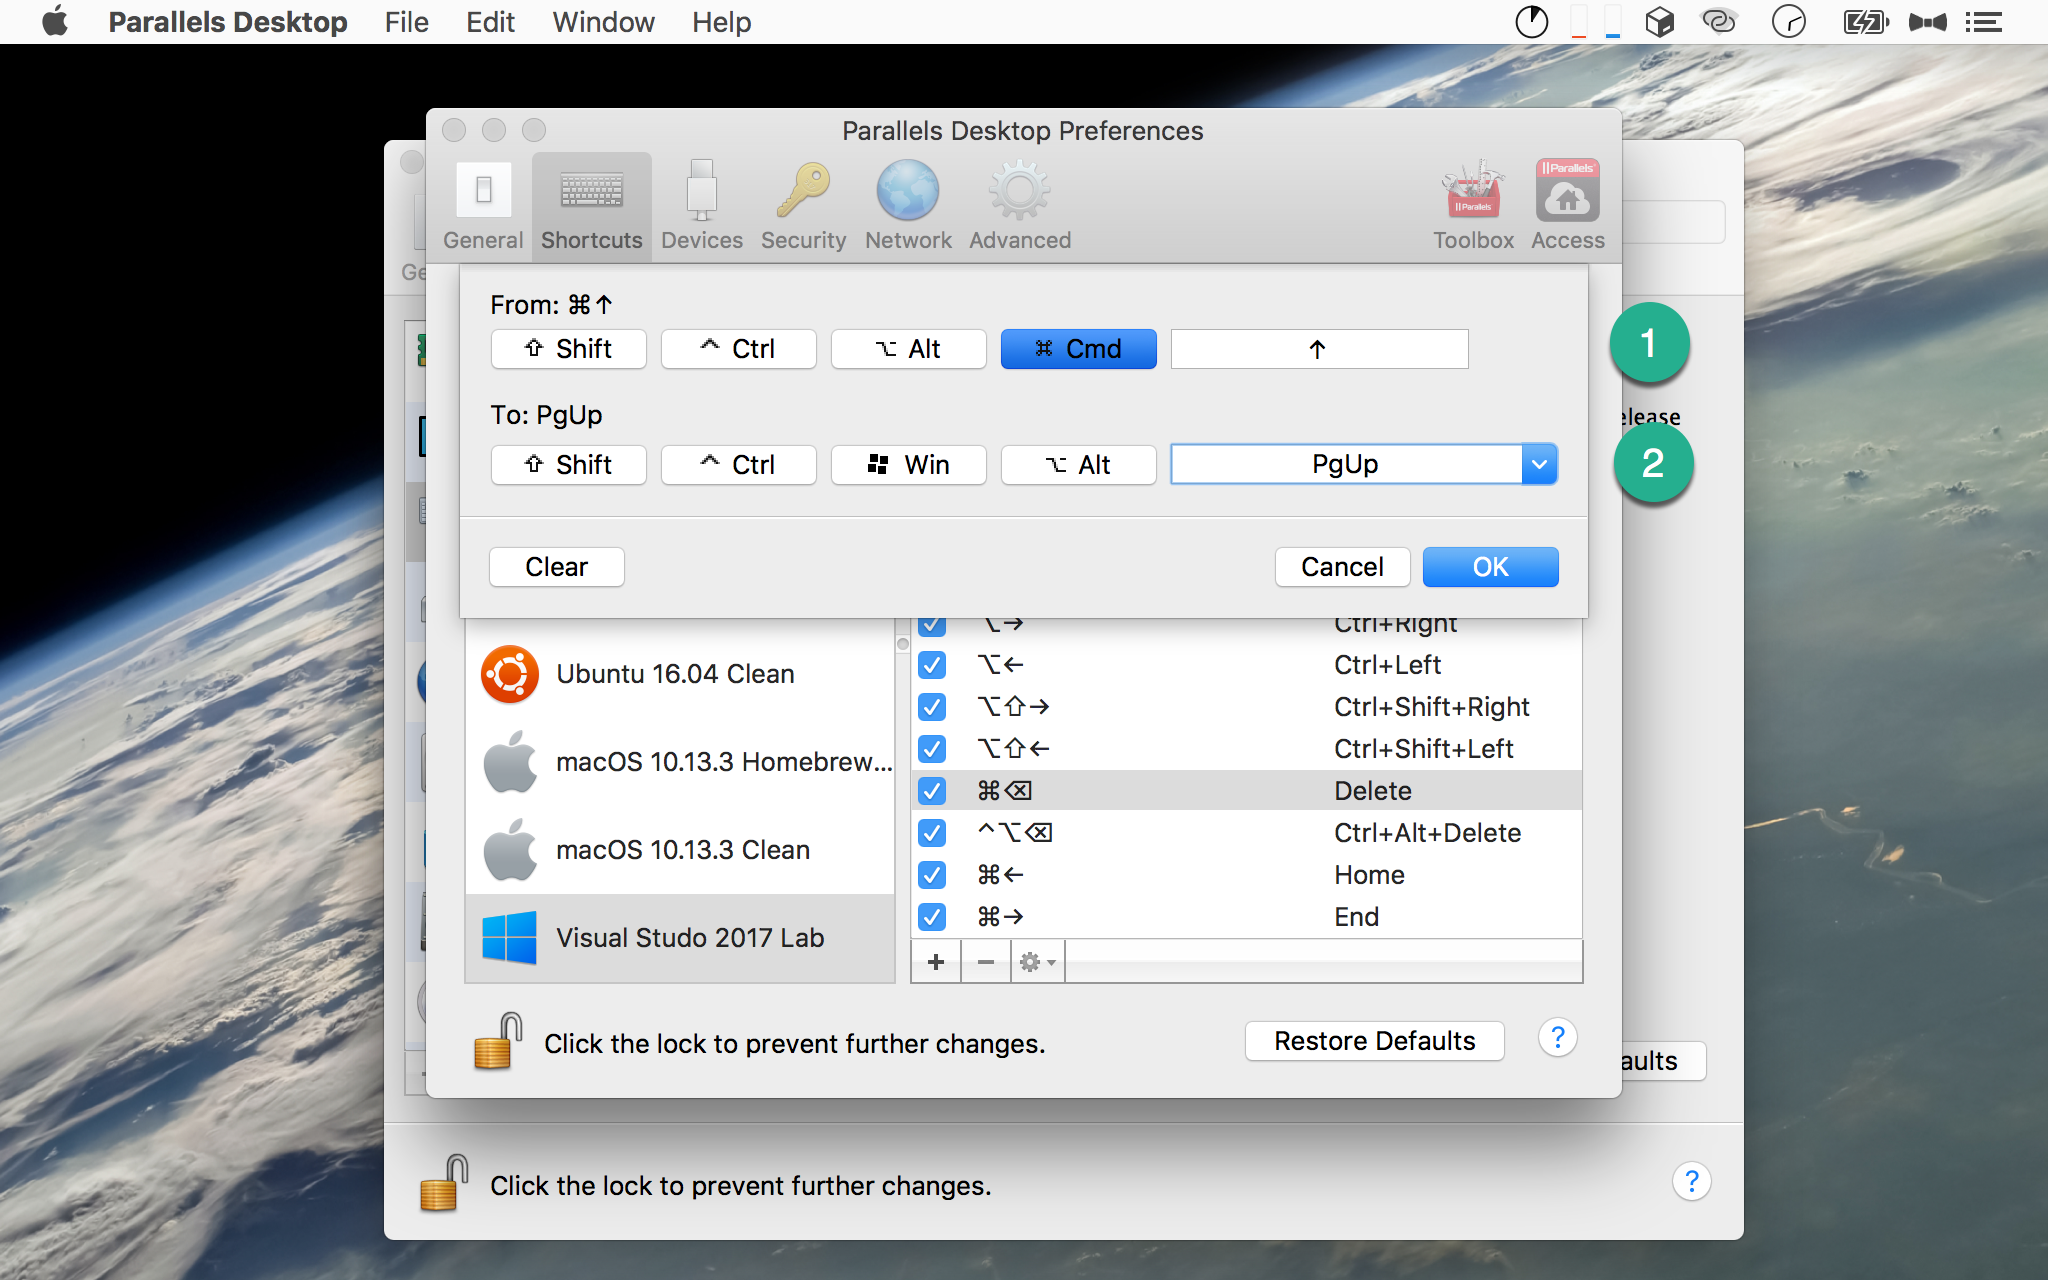 Parallels Desktop File Edit Window Help
Parallels Desktop Preferences
General Shortcuts Devices Security Network Advanced Toolbox Access
||Parallels®
||Parallels
Ge
From: ⌘↑
⇧ Shift ^ Ctrl ⌥ Alt ⌘ Cmd ↑
1
To: PgUp
elease
⇧ Shift ^ Ctrl Win ⌥ Alt PgUp
2
Clear Cancel OK
⌥→ Ctrl+Right
Ubuntu 16.04 Clean
⌥← Ctrl+Left
⌥⇧→ Ctrl+Shift+Right
macOS 10.13.3 Homebrew...
⌥⇧← Ctrl+Shift+Left
⌘⌫ Delete
macOS 10.13.3 Clean
^⌥⌫ Ctrl+Alt+Delete
⌘← Home
Visual Studo 2017 Lab
⌘→ End
+ −
Click the lock to prevent further changes. Restore Defaults ?
aults
Click the lock to prevent further changes. ?